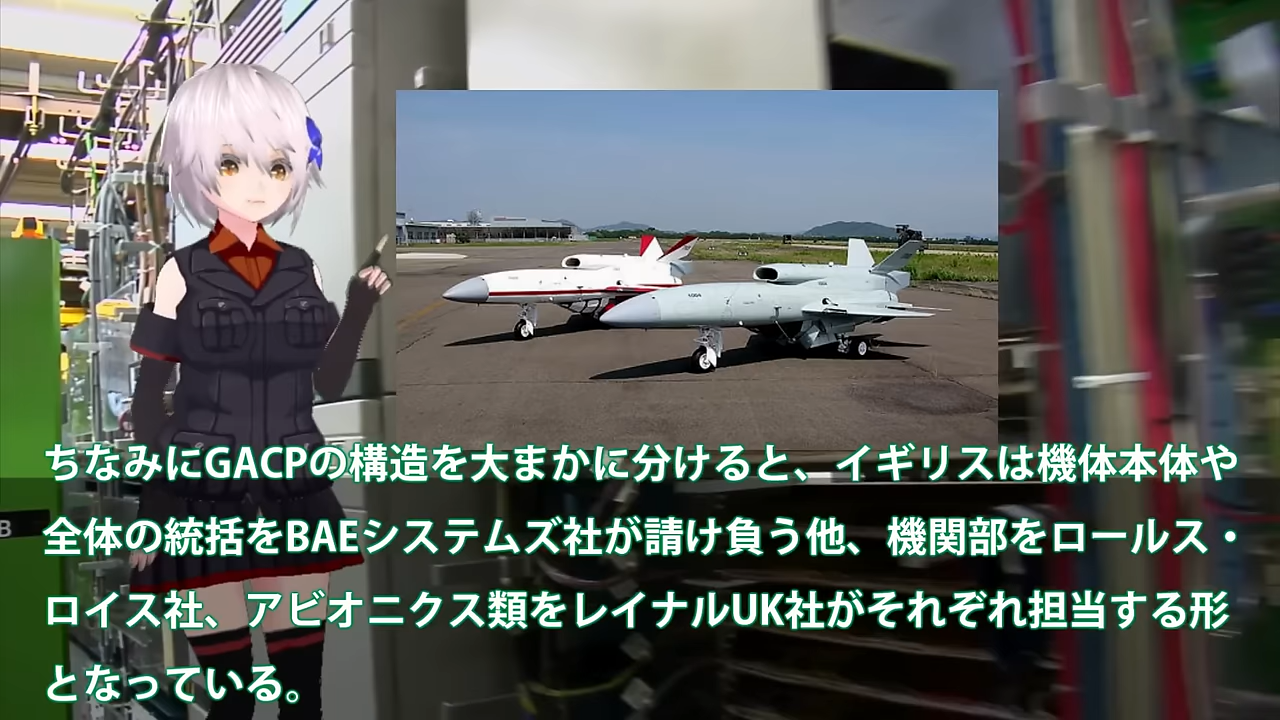 ちなみにGACPの構造を大まかに分けると、イギリスは機体本体や
全体の統括をBAEシステムズ社が請け負う他、機関部をロールス・
ロイス社、アビオニクス類をレイナルUK社がそれぞれ担当する形
となっている。
B